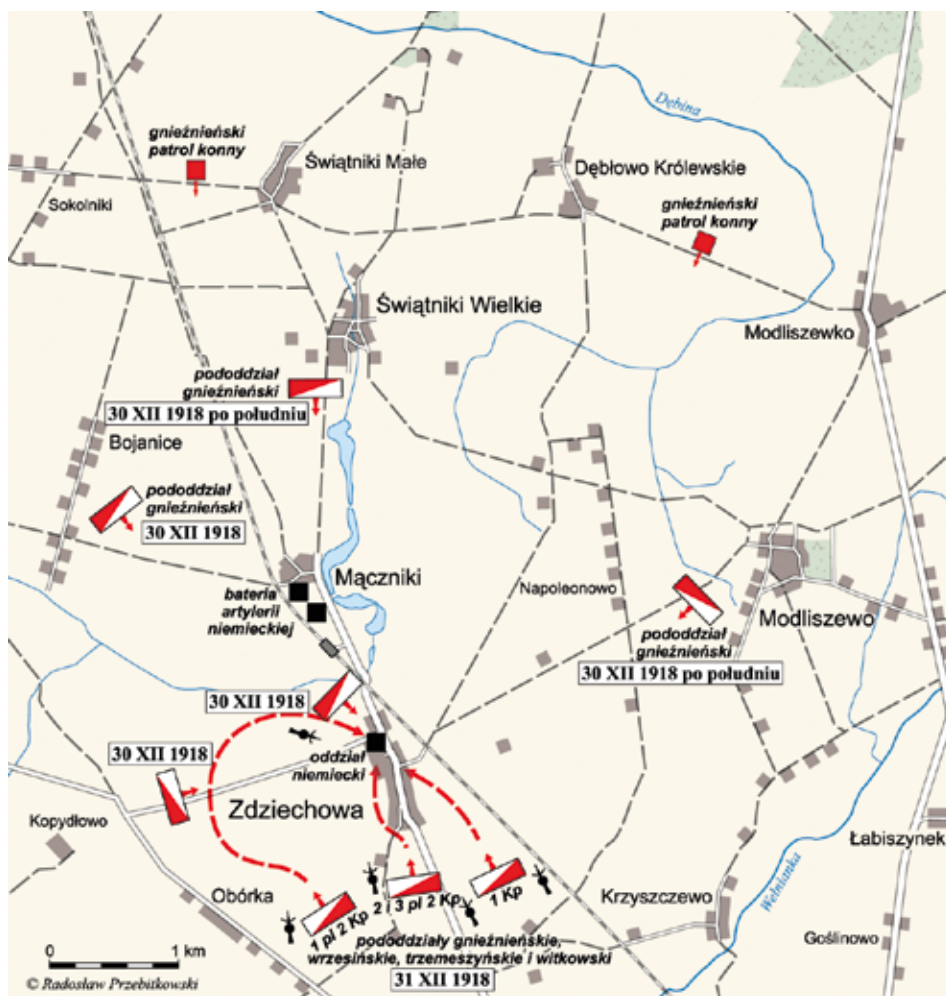 Dębina
gnieźnieński
patrol konny
Świątniki Małe
Dębłowo Królewskie
Sokolniki
gnieźnieński
patrol konny
Świątniki Wielkie
Modliszewko
pododdział
gnieźnieński
30 XII 1918 po południu
Bojanice
pododdział
gnieźnieński
30 XII 1918
Mączniki
Napoleonowo
bateria
artylerii
niemieckiej
Modliszewo
pododdział
gnieźnieński
30 XII 1918 po południu
30 XII 1918
30 XII 1918
oddział
niemiecki
Zdziechowa
Kopydłowo
Łabiszynek
Obórka
Krzyszczewo
Wełnianka
1 pl 2 Kp
2 i 3 pl 2 Kp
1 Kp
pododdziały gnieźnieńskie,
wrzesińskie, trzemeszyńskie i witkowski
31 XII 1918
Goślinowo
0 1 km
© Radosław Przebitkowski